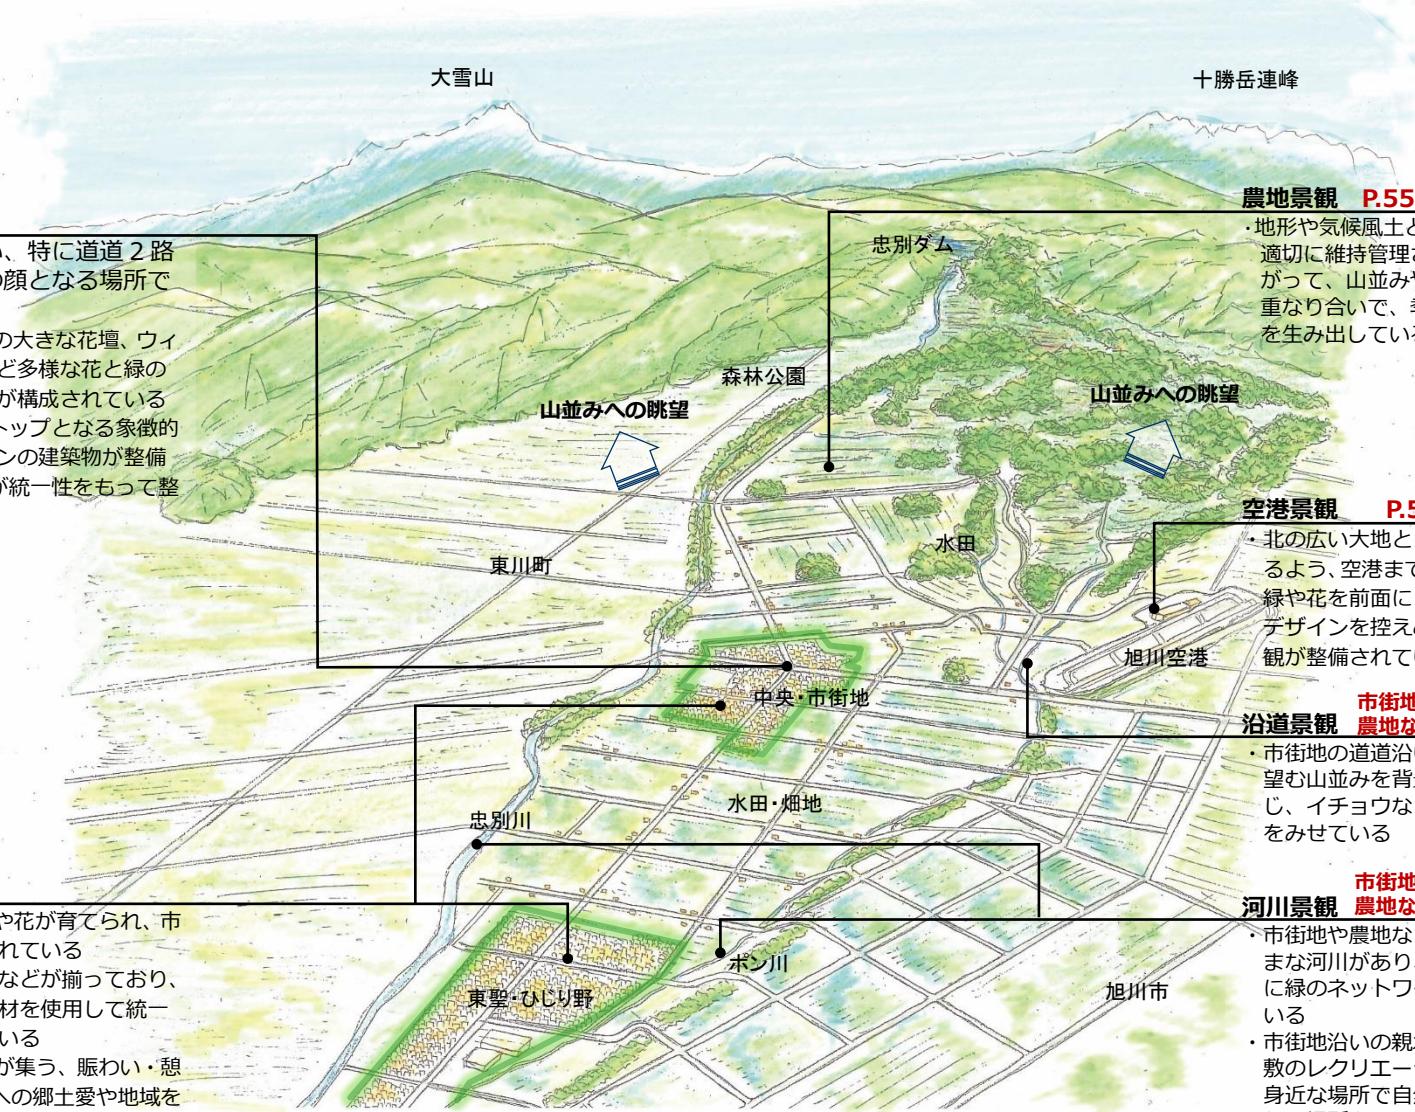 大雪山
十勝岳連峰
い、特に道道２路
の顔となる場所で
の大きな花壇、ウィ
ど多様な花と緑の
が構成されている
トップとなる象徴的
ンの建築物が整備
が統一性をもって整
忠別ダム
森林公園
山並みへの眺望
山並みへの眺望
東川町
水田
旭川空港
中央・市街地
水田・畑地
忠別川
ポン川
東聖・ひじり野
旭川市
や花が育てられ、市
れている
などが揃っており、
材を使用して統一
いる
が集う、賑わい・憩
への郷土愛や地域を
農地景観 P.55
・地形や気候風土と
適切に維持管理さ
がって、山並みや
重なり合いで、
を生み出している
空港景観 P.5
・北の広い大地と
るよう、空港まで
緑や花を前面に
デザインを控え
観が整備されて
市街地
沿道景観 農地な
・市街地の道道沿
望む山並みを背
じ、イチョウな
をみせている
市街地
河川景観 農地な
・市街地や農地な
まな河川があり
に緑のネットワ
いる
・市街地沿いの親
敷のレクリエー
身近な場所で自